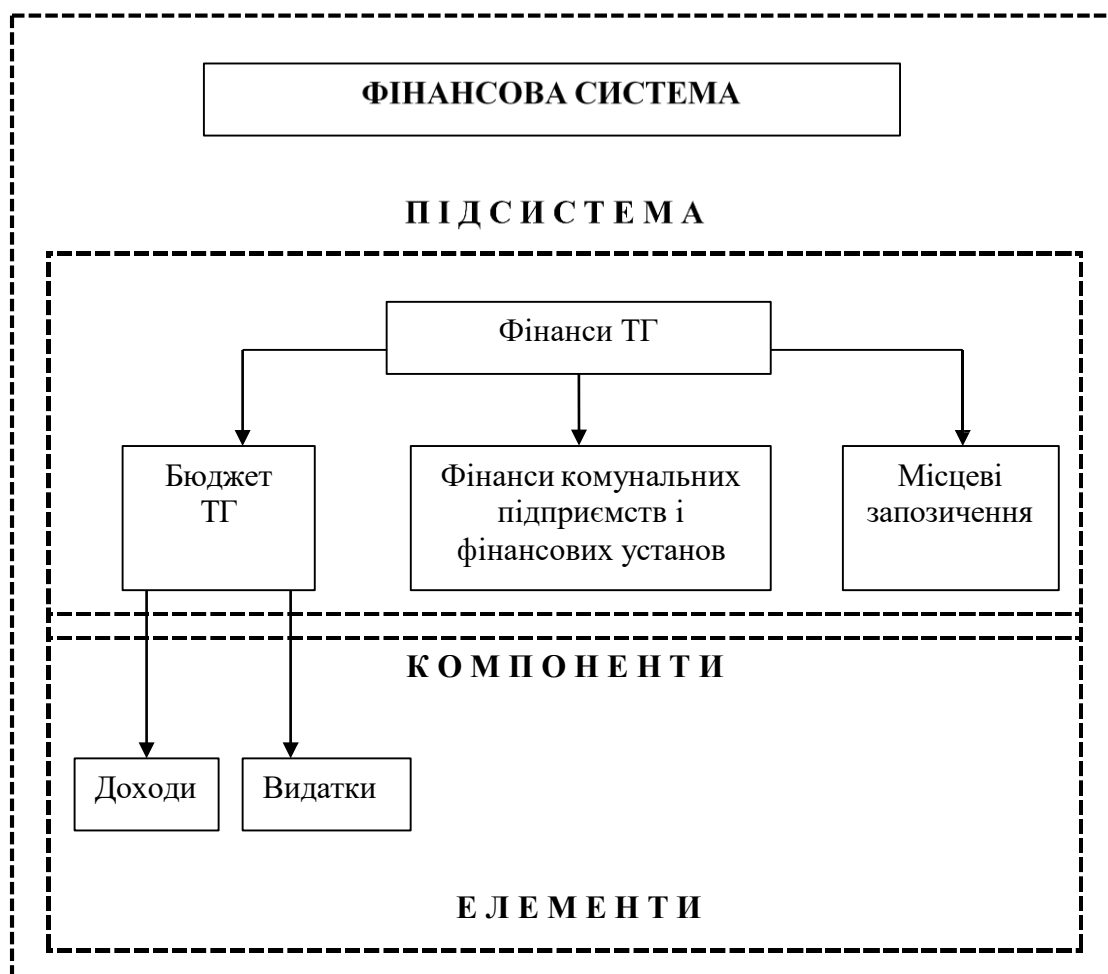 ФІНАНСОВА СИСТЕМА
П І Д С И С Т Е М А
Фінанси ТГ
Бюджет
ТГ
Фінанси комунальних
підприємств і
фінансових установ
Місцеві
запозичення
К О М П О Н Е Н Т И
Доходи
Видатки
Е Л Е М Е Н Т И